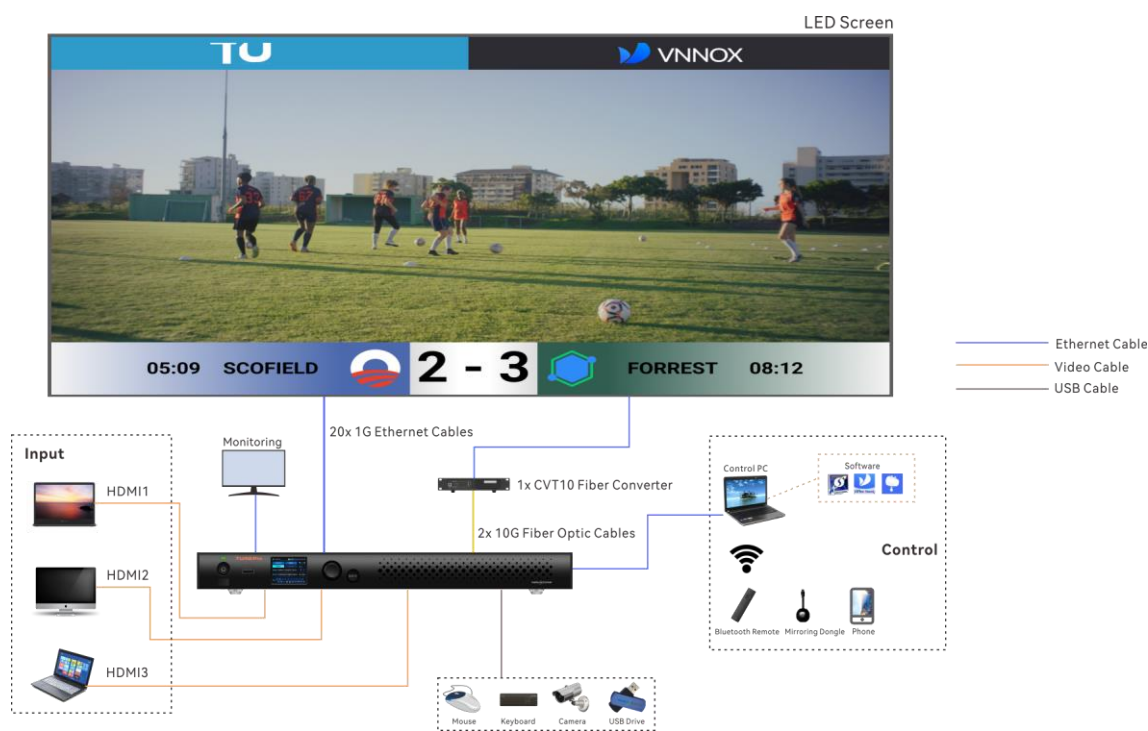 LED Screen
TU
VNNOX
05:09 SCOFIELD 2 - 3 FORREST 08:12
Ethernet Cable
Video Cable
USB Cable
20x 1G Ethernet Cables
Monitoring
Input
HDMI1
HDMI2
HDMI3
1x CVT10 Fiber Converter
2x 10G Fiber Optic Cables
Control PC
Software
Control
Bluetooth Remote
Mirroring Dongle
Phone
Mouse
Keyboard
Camera
USB Drive